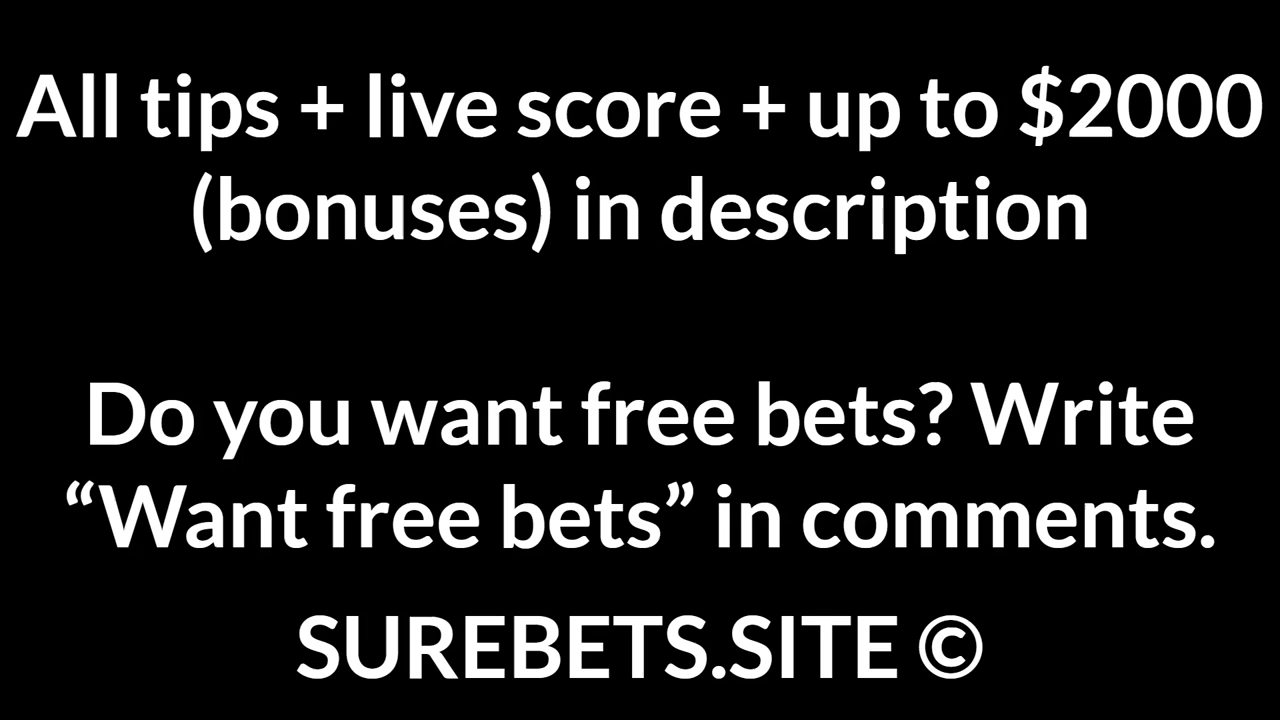 All tips + live score + up to $2000
(bonuses) in description
Do you want free bets? Write
“Want free bets” in comments.
SUREBETS.SITE ©